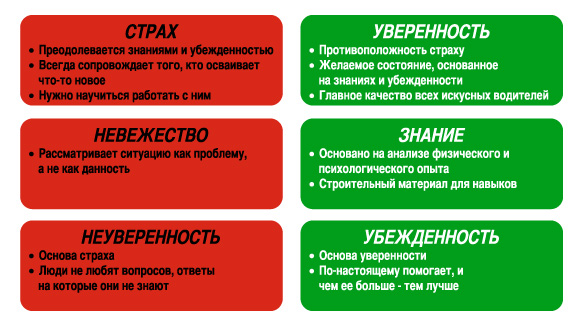 СТРАХ
• Преодолевается знаниями и убежденностью
• Всегда сопровождает того, кто осваивает
что-то новое
• Нужно научиться работать с ним
УВЕРЕННОСТЬ
• Противоположность страху
• Желаемое состояние, основанное
на знаниях и убежденности
• Главное качество всех искусных водителей
НЕВЕЖЕСТВО
• Рассматривает ситуацию как проблему,
а не как данность
ЗНАНИЕ
• Основано на анализе физического и
психологического опыта
• Строительный материал для навыков
НЕУВЕРЕННОСТЬ
• Основа страха
• Люди не любят вопросов, ответы
на которые они не знают
УБЕЖДЕННОСТЬ
• Основа уверенности
• По-настоящему помогает, и
чем ее больше - тем лучше